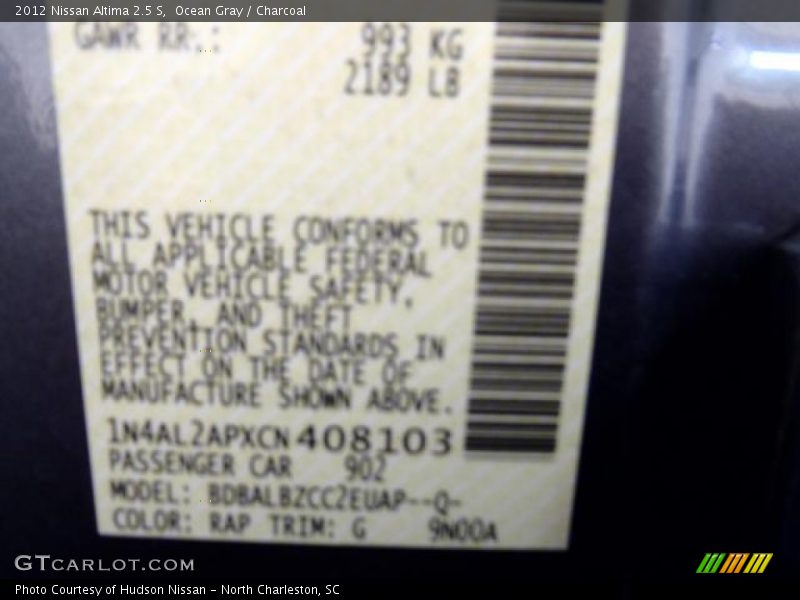 2012 Nissan Altima 2.5 S,  Ocean Gray / Charcoal
GAWR RR:.: 993 KG
2189 LB
THIS VEHICLE CONFORMS TO
ALL APPLICABLE FEDERAL
MOTOR VEHICLE SAFETY,
BUMPER, AND THEFT
PREVENTION STANDARDS IN
EFFECT ON THE DATE OF
MANUFACTURE SHOWN ABOVE.
1N4AL2APXCN408103
PASSENGER CAR 902
MODEL: BDBALBZCC2EUAP--Q-
COLOR: RAP TRIM: G 9N00A
GTCARLOT.COM
Photo Courtesy of Hudson Nissan - North Charleston, SC